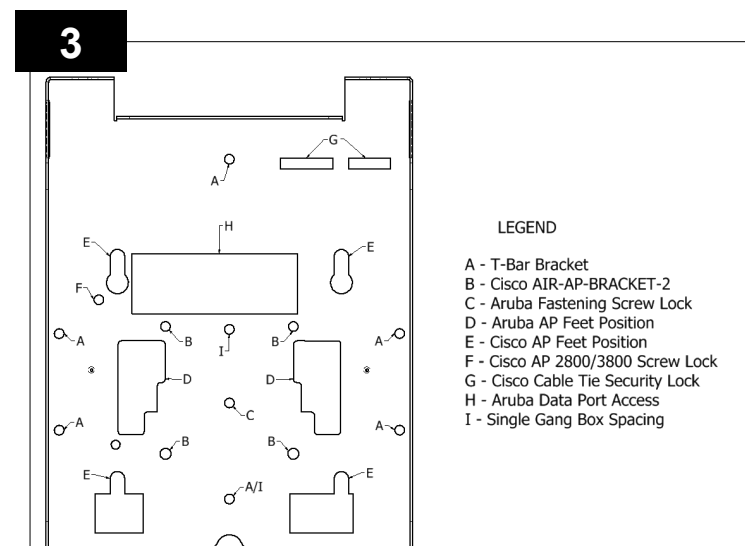 3
G
A
H
E
E
F
LEGEND
A - T-Bar Bracket
B - Cisco AIR-AP-BRACKET-2
C - Aruba Fastening Screw Lock
D - Aruba AP Feet Position
E - Cisco AP Feet Position
F - Cisco AP 2800/3800 Screw Lock
G - Cisco Cable Tie Security Lock
H - Aruba Data Port Access
I - Single Gang Box Spacing
A
B
I
B
A
D
D
C
A
B
B
A
E
A/I
E